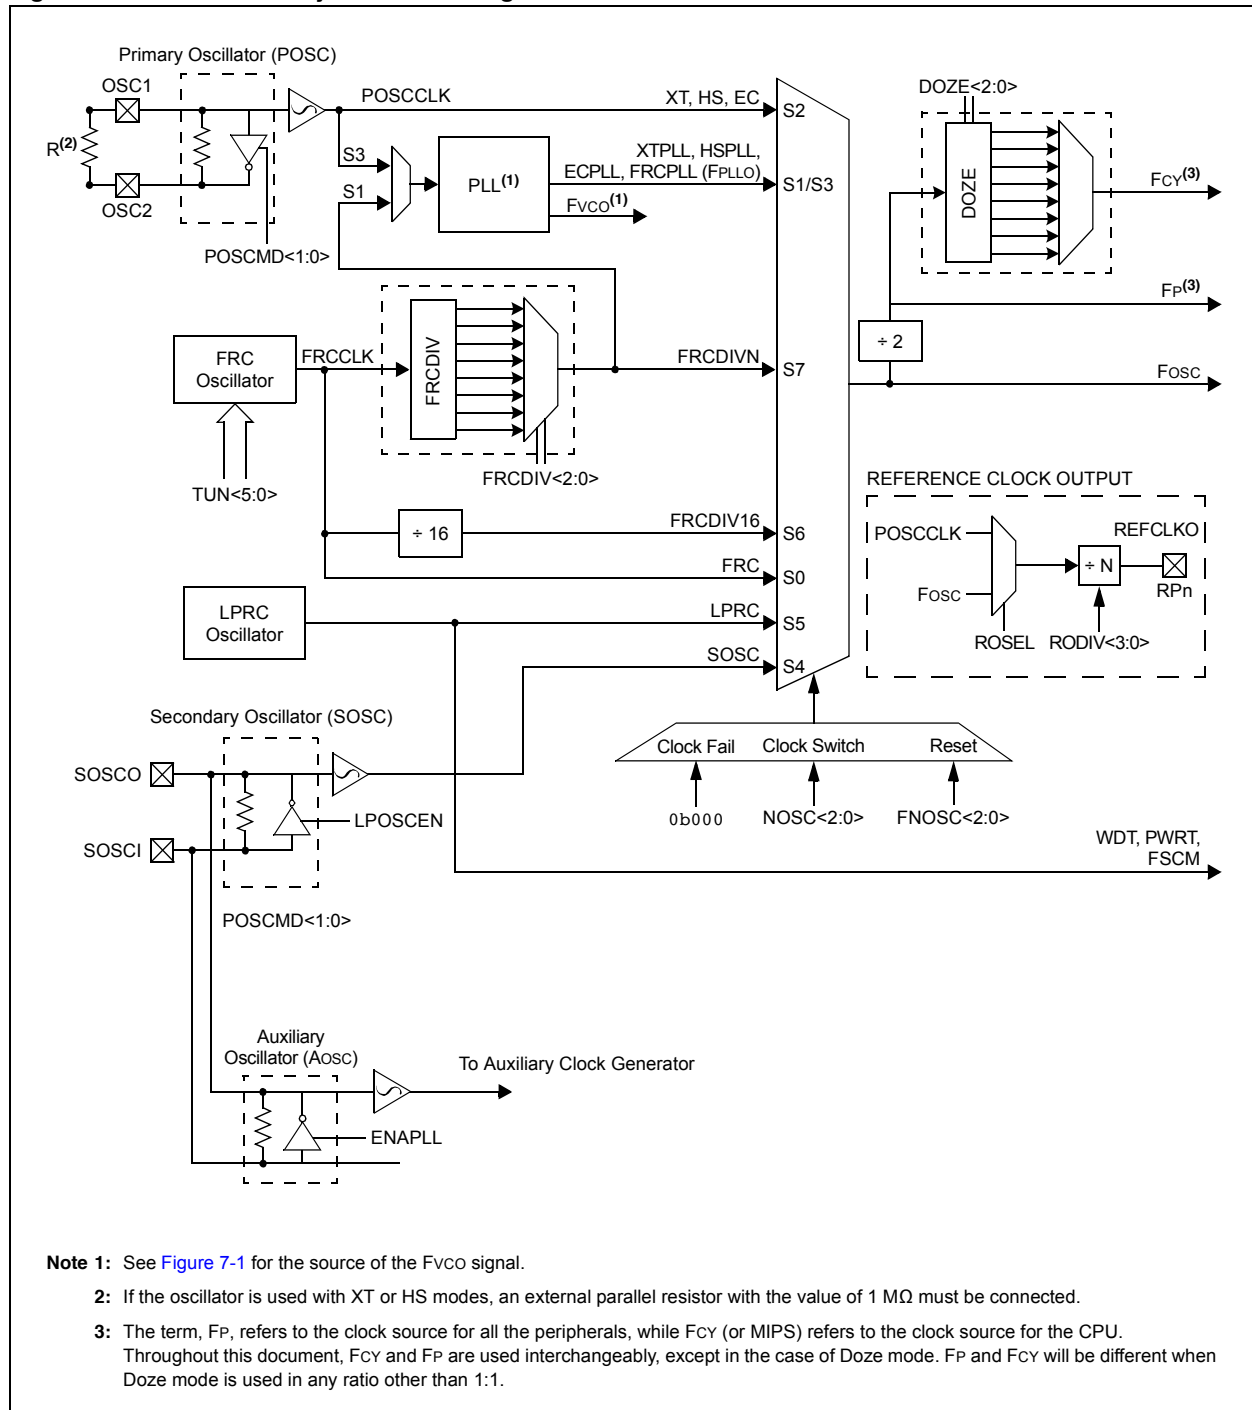 Primary Oscillator (POSC)
OSC1
R(2)
OSC2
POSCMD<1:0>
POSCCLK
S3
S1
PLL(1)
XT, HS, EC
XTPLL, HSPLL,
ECPLL, FRCPLL (FPLLO)
FVCO(1)
S2
S1/S3
DOZE<2:0>
DOZE
FCY(3)
FP(3)
÷ 2
FOSC
FRC
Oscillator
FRCCLK
TUN<5:0>
FRCDIV
FRCDIV<2:0>
FRCDIVN
S7
÷ 16
FRCDIV16
S6
FRC
S0
LPRC
Oscillator
LPRC
S5
SOSC
S4
REFERENCE CLOCK OUTPUT
POSCCLK
FOSC
ROSEL
÷ N
RODIV<3:0>
REFCLKO
RPn
Clock Fail
Clock Switch
Reset
0b000
NOSC<2:0>
FNOSC<2:0>
Secondary Oscillator (SOSC)
SOSCO
SOSCI
LPOSCEN
POSCMD<1:0>
WDT, PWRT,
FSCM
Auxiliary
Oscillator (AOSC)
To Auxiliary Clock Generator
ENAPLL
Note 1: See Figure 7-1 for the source of the FVCO signal.
2: If the oscillator is used with XT or HS modes, an external parallel resistor with the value of 1 MΩ must be connected.
3: The term, FP, refers to the clock source for all the peripherals, while FCY (or MIPS) refers to the clock source for the CPU.
Throughout this document, FCY and FP are used interchangeably, except in the case of Doze mode. FP and FCY will be different when
Doze mode is used in any ratio other than 1:1.